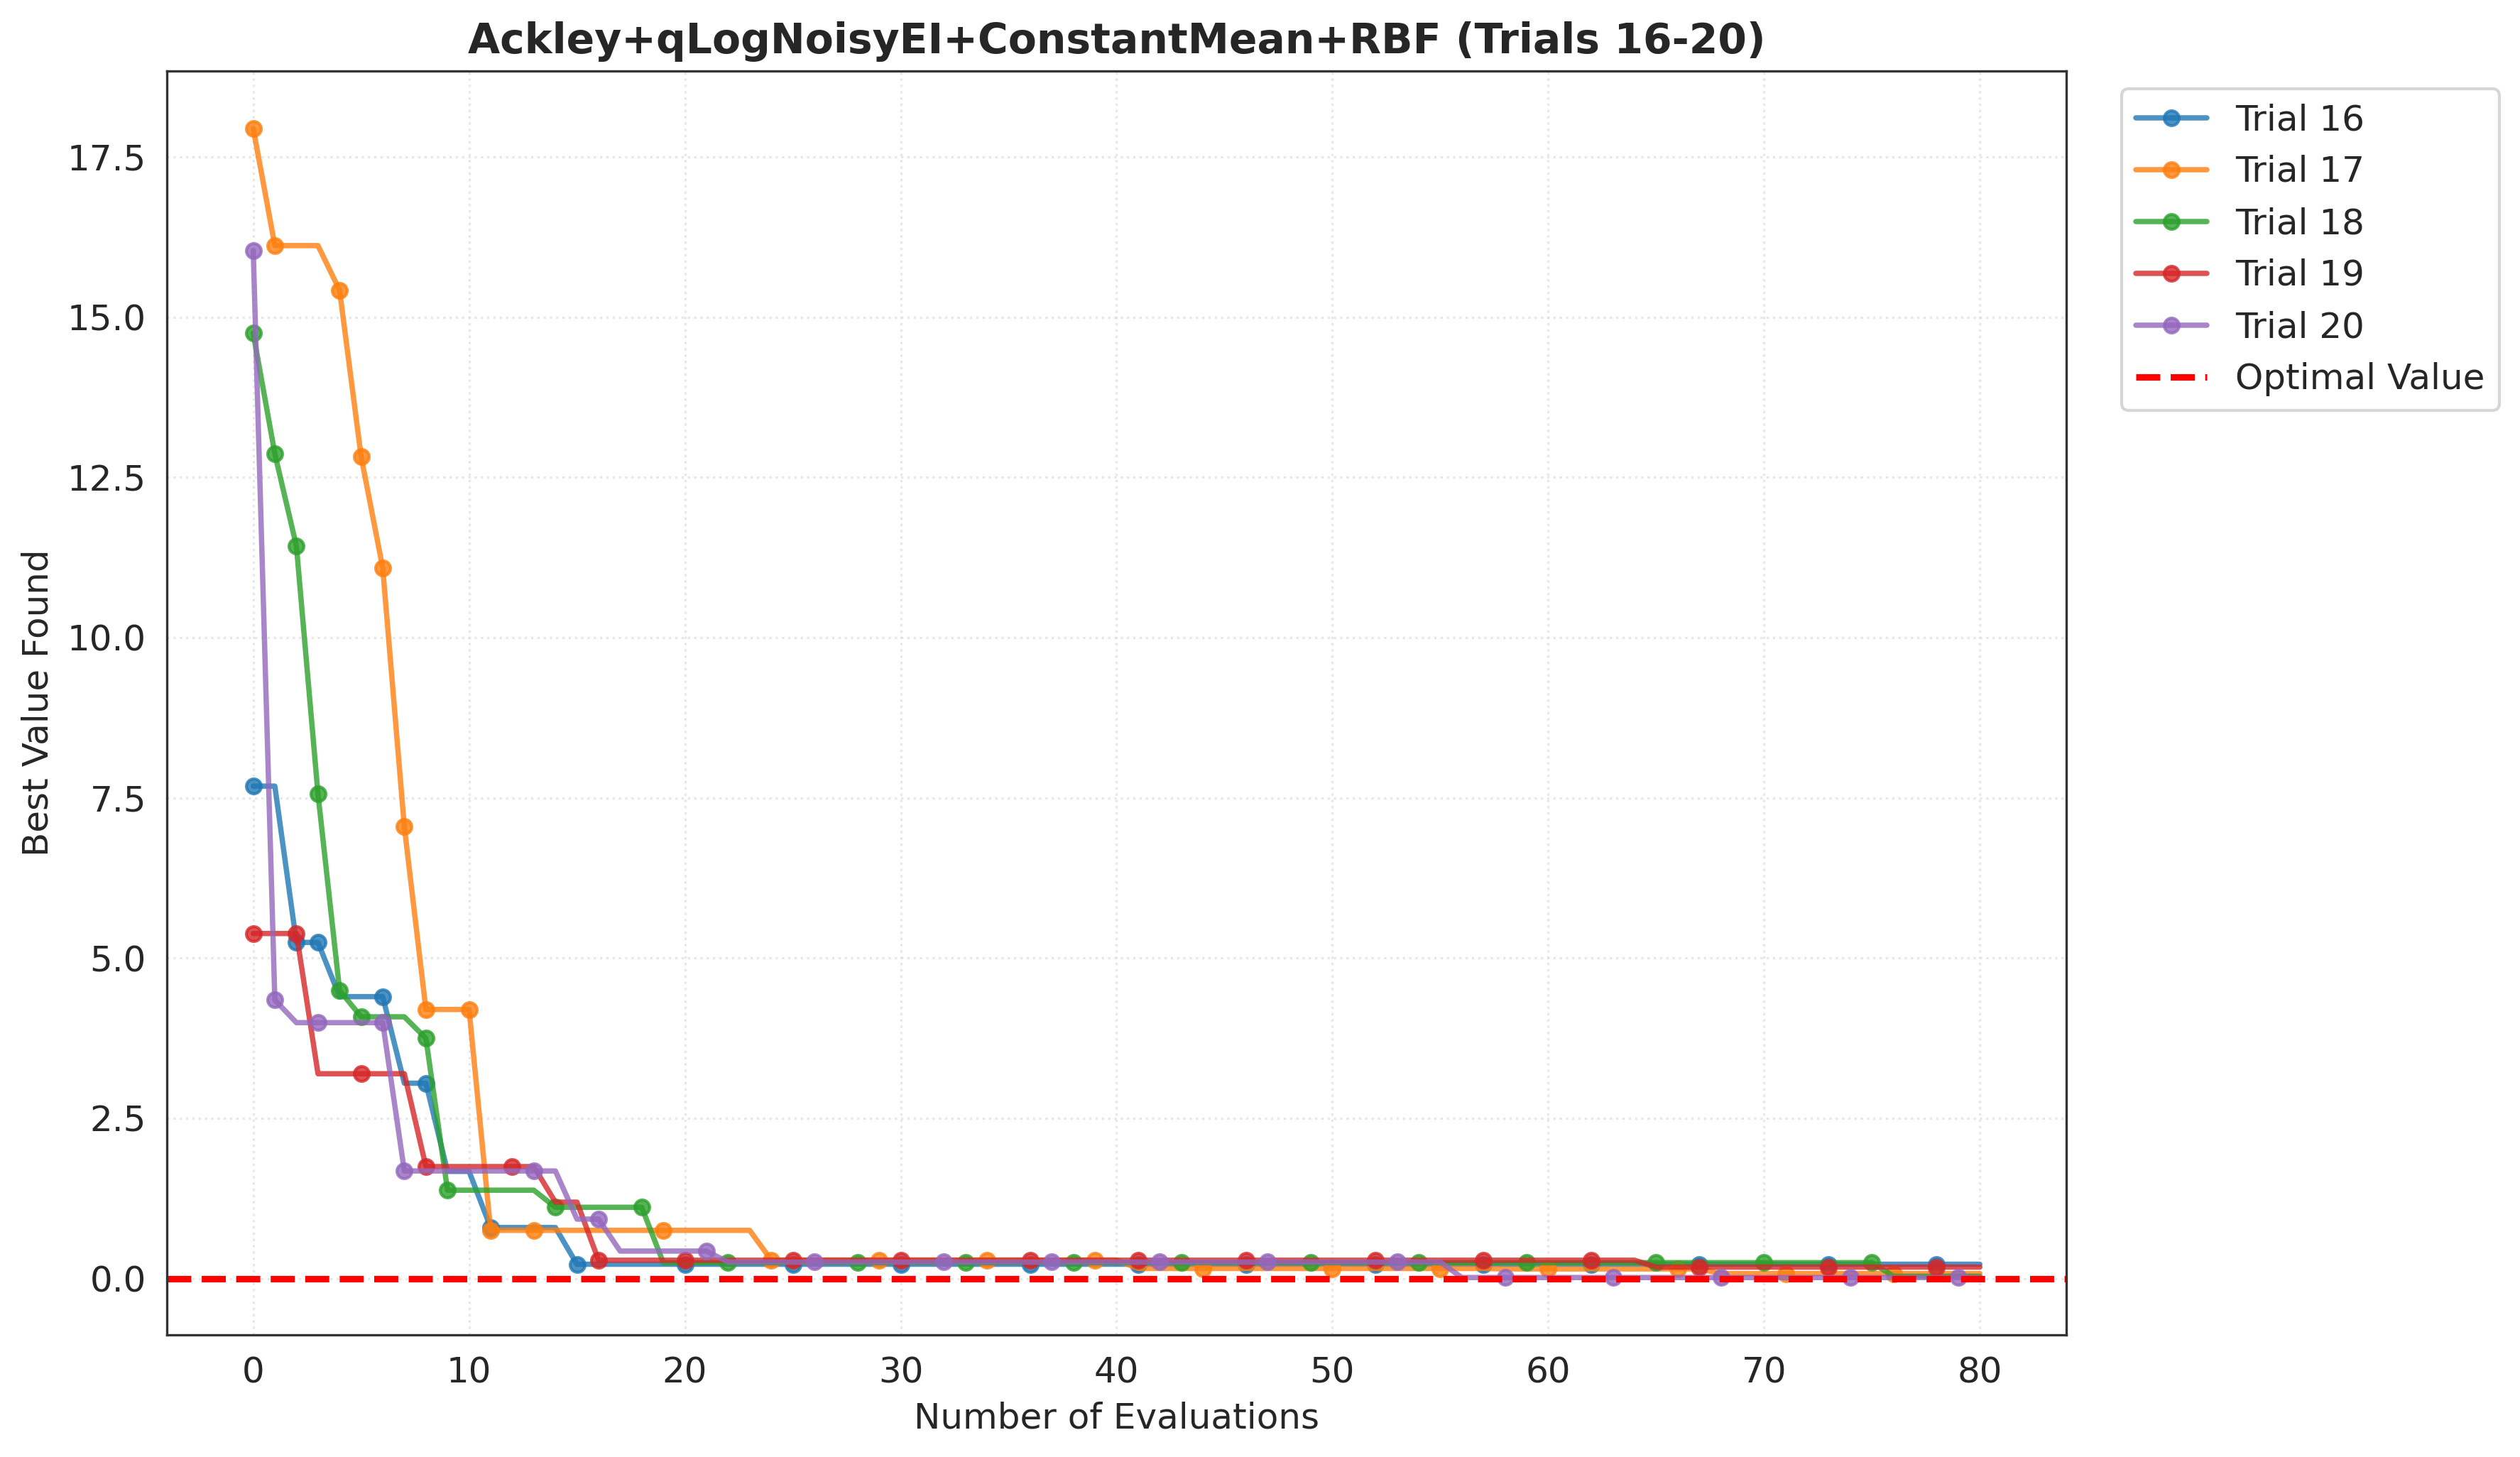 Ackley+qLogNoisyEI+ConstantMean+RBF (Trials 16-20)
Best Value Found
17.5
15.0
12.5
10.0
7.5
5.0
2.5
0.0
0 10 20 30 40 50 60 70 80
Number of Evaluations
Trial 16
Trial 17
Trial 18
Trial 19
Trial 20
Optimal Value